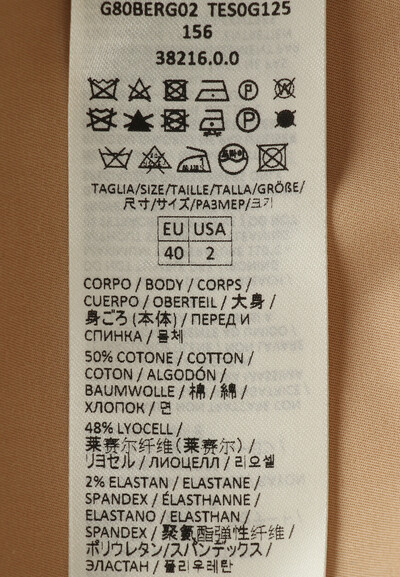 G80BERG02 TES0G125
156
38216.0.0
TAGLIA/SIZE/TAILLE/TALLA/GRÖßE/
尺寸/サイズ/РАЗМЕР/크기
EU USA
40 2
CORPO / BODY / CORPS /
CUERPO / OBERTEIL / 大身 /
身ごろ (本体) / ПЕРЕД И
СПИНКА / 몸체
50% COTONE / COTTON /
COTON / ALGODÓN /
BAUMWOLLE / 棉 / 綿 /
ХЛОПОК / 면
48% LYOCELL /
莱赛尔纤维(莱赛尔) /
リヨセル / ЛИОЦЕЛЛ / 리오셀
2% ELASTAN / ELASTANE /
SPANDEX / ÉLASTHANNE /
ELASTANO / ELASTHAN /
SPANDEX / 聚氨酯弹性纤维 /
ポリウレタン/スパンデックス /
ЭЛАСТАН / 폴리우레탄